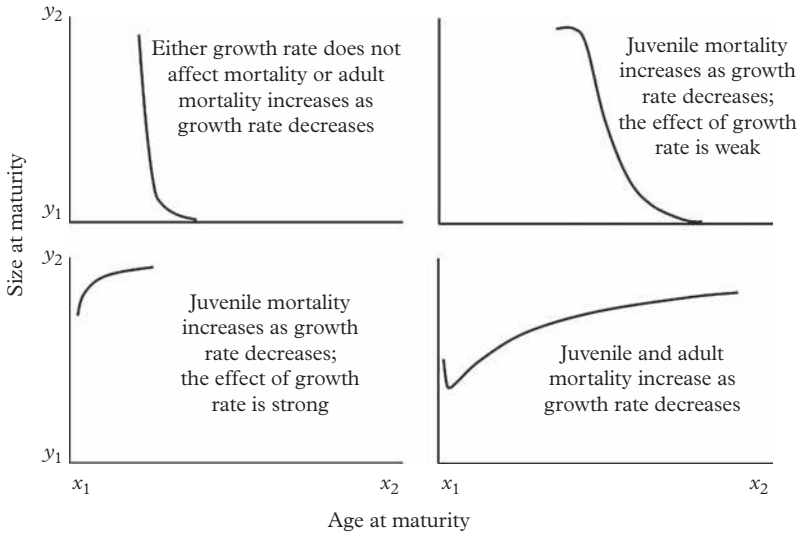 y2
Either growth rate does not
affect mortality or adult
mortality increases as
growth rate decreases
y1
Juvenile mortality
increases as growth
rate decreases;
the effect of growth
rate is weak
Size at maturity
y2
Juvenile mortality
increases as growth
rate decreases;
the effect of growth
rate is strong
y1
x1
x2
Juvenile and adult
mortality increase as
growth rate decreases
x1
x2
Age at maturity